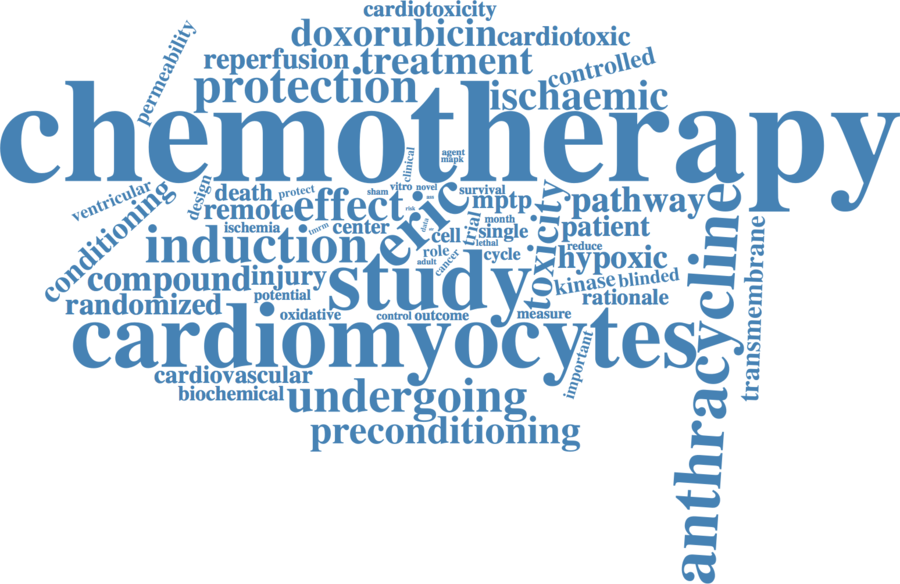 cardiotoxicity
doxorubicin
cardiotoxic
permeability
reperfusion
treatment
controlled
protection
ischaemic
chemotherapy
agent
mapk
clinical
ventricular
conditioning
design
death
protect
sham
vitro
novel
survival
mptp
pathway
remote
effect
risk
eric
data
month
trial
single
patient
toxicity
anthracycline
transmembrane
ischemia
tmrm
center
cell
lethal
induction
role
cycle
reduce
hypoxic
adult
cancer
compound
injury
study
kinase
blinded
randomized
potential
rationale
oxidative
control
outcome
measure
cardiomyocytes
important
cardiovascular
biochemical
undergoing
preconditioning